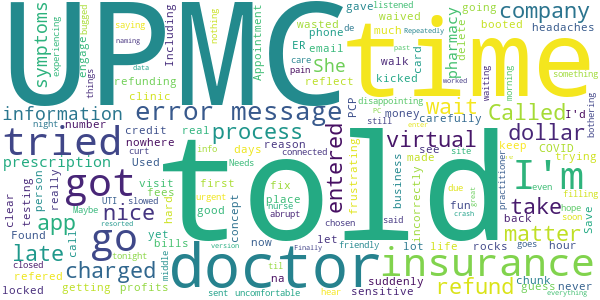 UPMC time told
symptoms engage Including She
experiencing bugged saying naming
things data
pain ER waived care refunding
clinic nothing
Appointment gave phone email
reflect wasted much kicked card
de listened past Repeatedly
pharmacy going delete
booted walk company headaches
worked waiting morning something
information error message wait Called I'd
night number money disappointing bothering
tried credit nowhere real process PCP still carefully
prescription Used days reason entered virtual dollar
yet info connected frustrating see site PC enter
got nice visit fees first fix place
clear testing person really UTI slowed hard
urgent Needs nurse good concept
business incorrectly made keep COVID trying
due practitioner I'm even filling
app go matter take back Save
Maybe curt abrupt chosen said fun crash great hope soon
late call bills version now let friendly
locked closed Found refered resorted tonight Finally
charged doctor insurance refund
til na hour rocks goes
getting profits middle suddenly sensitive
lot life chunk guess never
sent uncomfortable hear everything